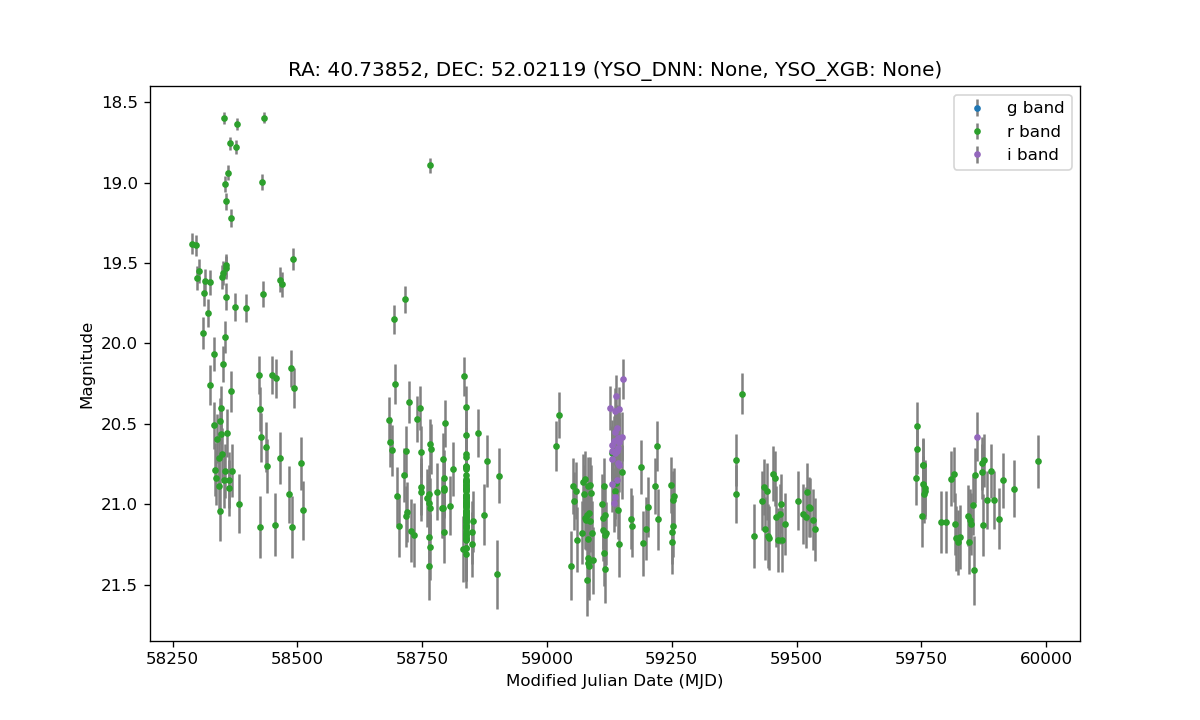 RA: 40.73852, DEC: 52.02119 (YSO_DNN: None, YSO_XGB: None)
g band
r band
i band
18.5
19.0
19.5
20.0
20.5
21.0
21.5
Magnitude
58250 58500 58750 59000 59250 59500 59750 60000
Modified Julian Date (MJD)